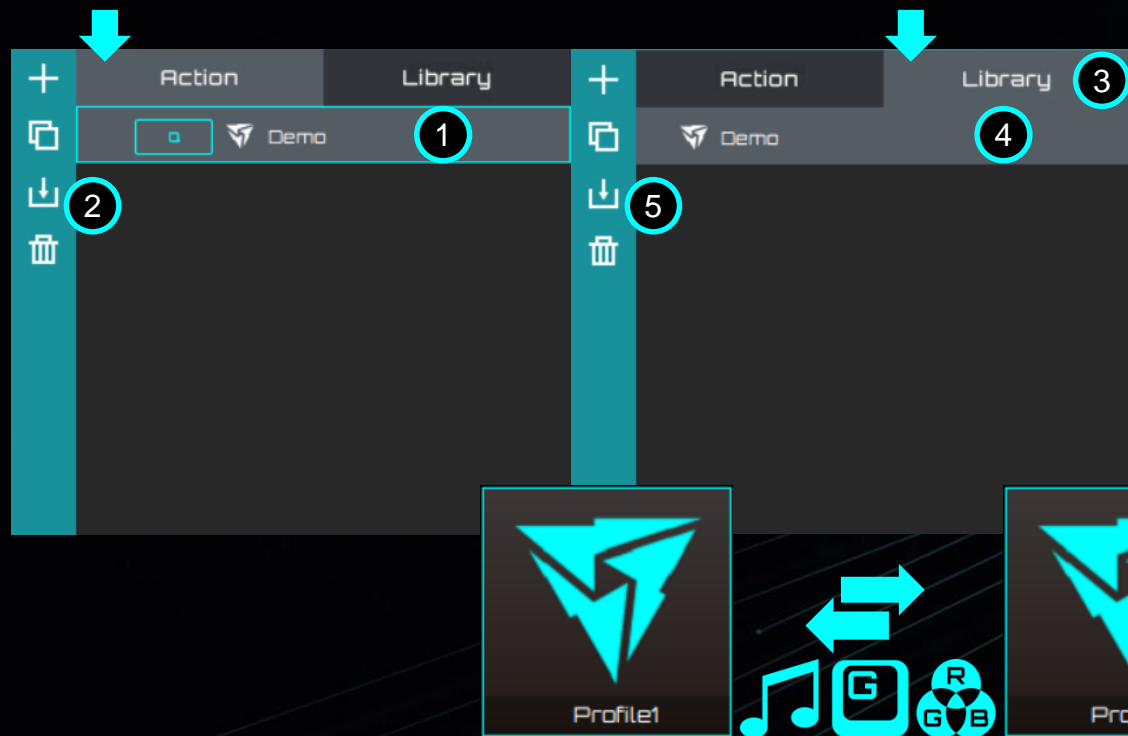 Action Library Action Library 3
Demo 1 Demo 4
2 5
G R
G B
Profile1 Pro